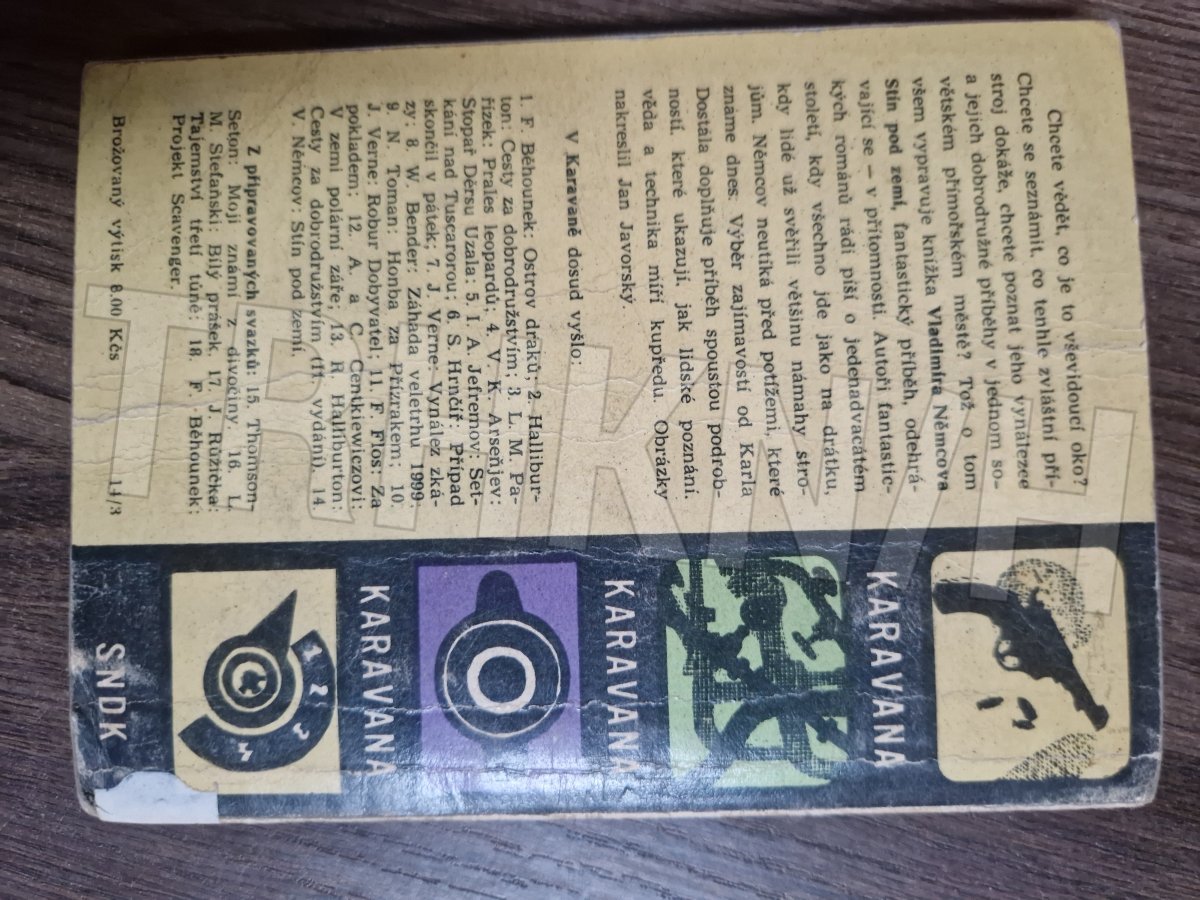 Chcete vědět, co je to vševidoucí oko?
Chcete se seznámit, co tenhle zvláštní pří-
stroj dokáže, chcete poznat jeho vynálezce
a jejich dobrodružné příběhy v jednom so-
větském přímořském městě? Tož o tom
všem vypravuje knížka Vladimíra Němcova
Stín pod zemí, fantastický příběh, odehrá-
vající se — v přítomnosti. Autoři fantastic-
kých románů rádi píší o jedenadvacátém
století, kdy všechno jde jako na drátku,
kdy lidé už svěřili většinu námahy stro-
jům. Němcov neutíká před potížemi, které
známe dnes. Výběr zajímavostí od Karla
Dostála doplňuje příběh spoustou podrob-
ností, které ukazují, jak lidské poznání,
věda a technika míří kupředu. Obrázky
nakreslil Jan Javorský.
V Karavaně dosud vyšlo:
1. F. Běhounek: Ostrov draků; 2. Hallibur-
ton: Cesty za dobrodružstvím; 3. L. M. Pa-
řízek: Prales leopardů; 4. V. K. Arseňjev:
Stopař Děrsu Uzala; 5. I. A. Jefremov: Set-
kání nad Tuscarorou; 6. S. Hrnčíř: Případ
skončil v pátek; 7. J. Verne: Vynález zká-
zy; 8. W. Bender: Záhada veletrhu 1999;
9. N. Toman: Honba za Přízrakem; 10.
J. Verne: Robur Dobyvatel; 11. F. Flos: Za
pokladem; 12. A. a C. Centkiewiczovi:
V zemi polární záře; 13. R. Halliburton:
Cesty za dobrodružstvím (II. vydání), 14.
V. Němcov: Stín pod zemí.
Z připravovaných svazků: 15. Thomson-
Seton: Moji známí z divočiny. 16. L.
M. Štefanski: Bílý prášek. 17. J. Růžička:
Tajemství třetí tůně; 18. F. Běhounek:
Projekt Scavenger.
Brožovaný výtisk 8.00 Kčs 14/3
KARAVANA
KARAVANA
KARAVANA
1
2
SNDK
TRHKNIH